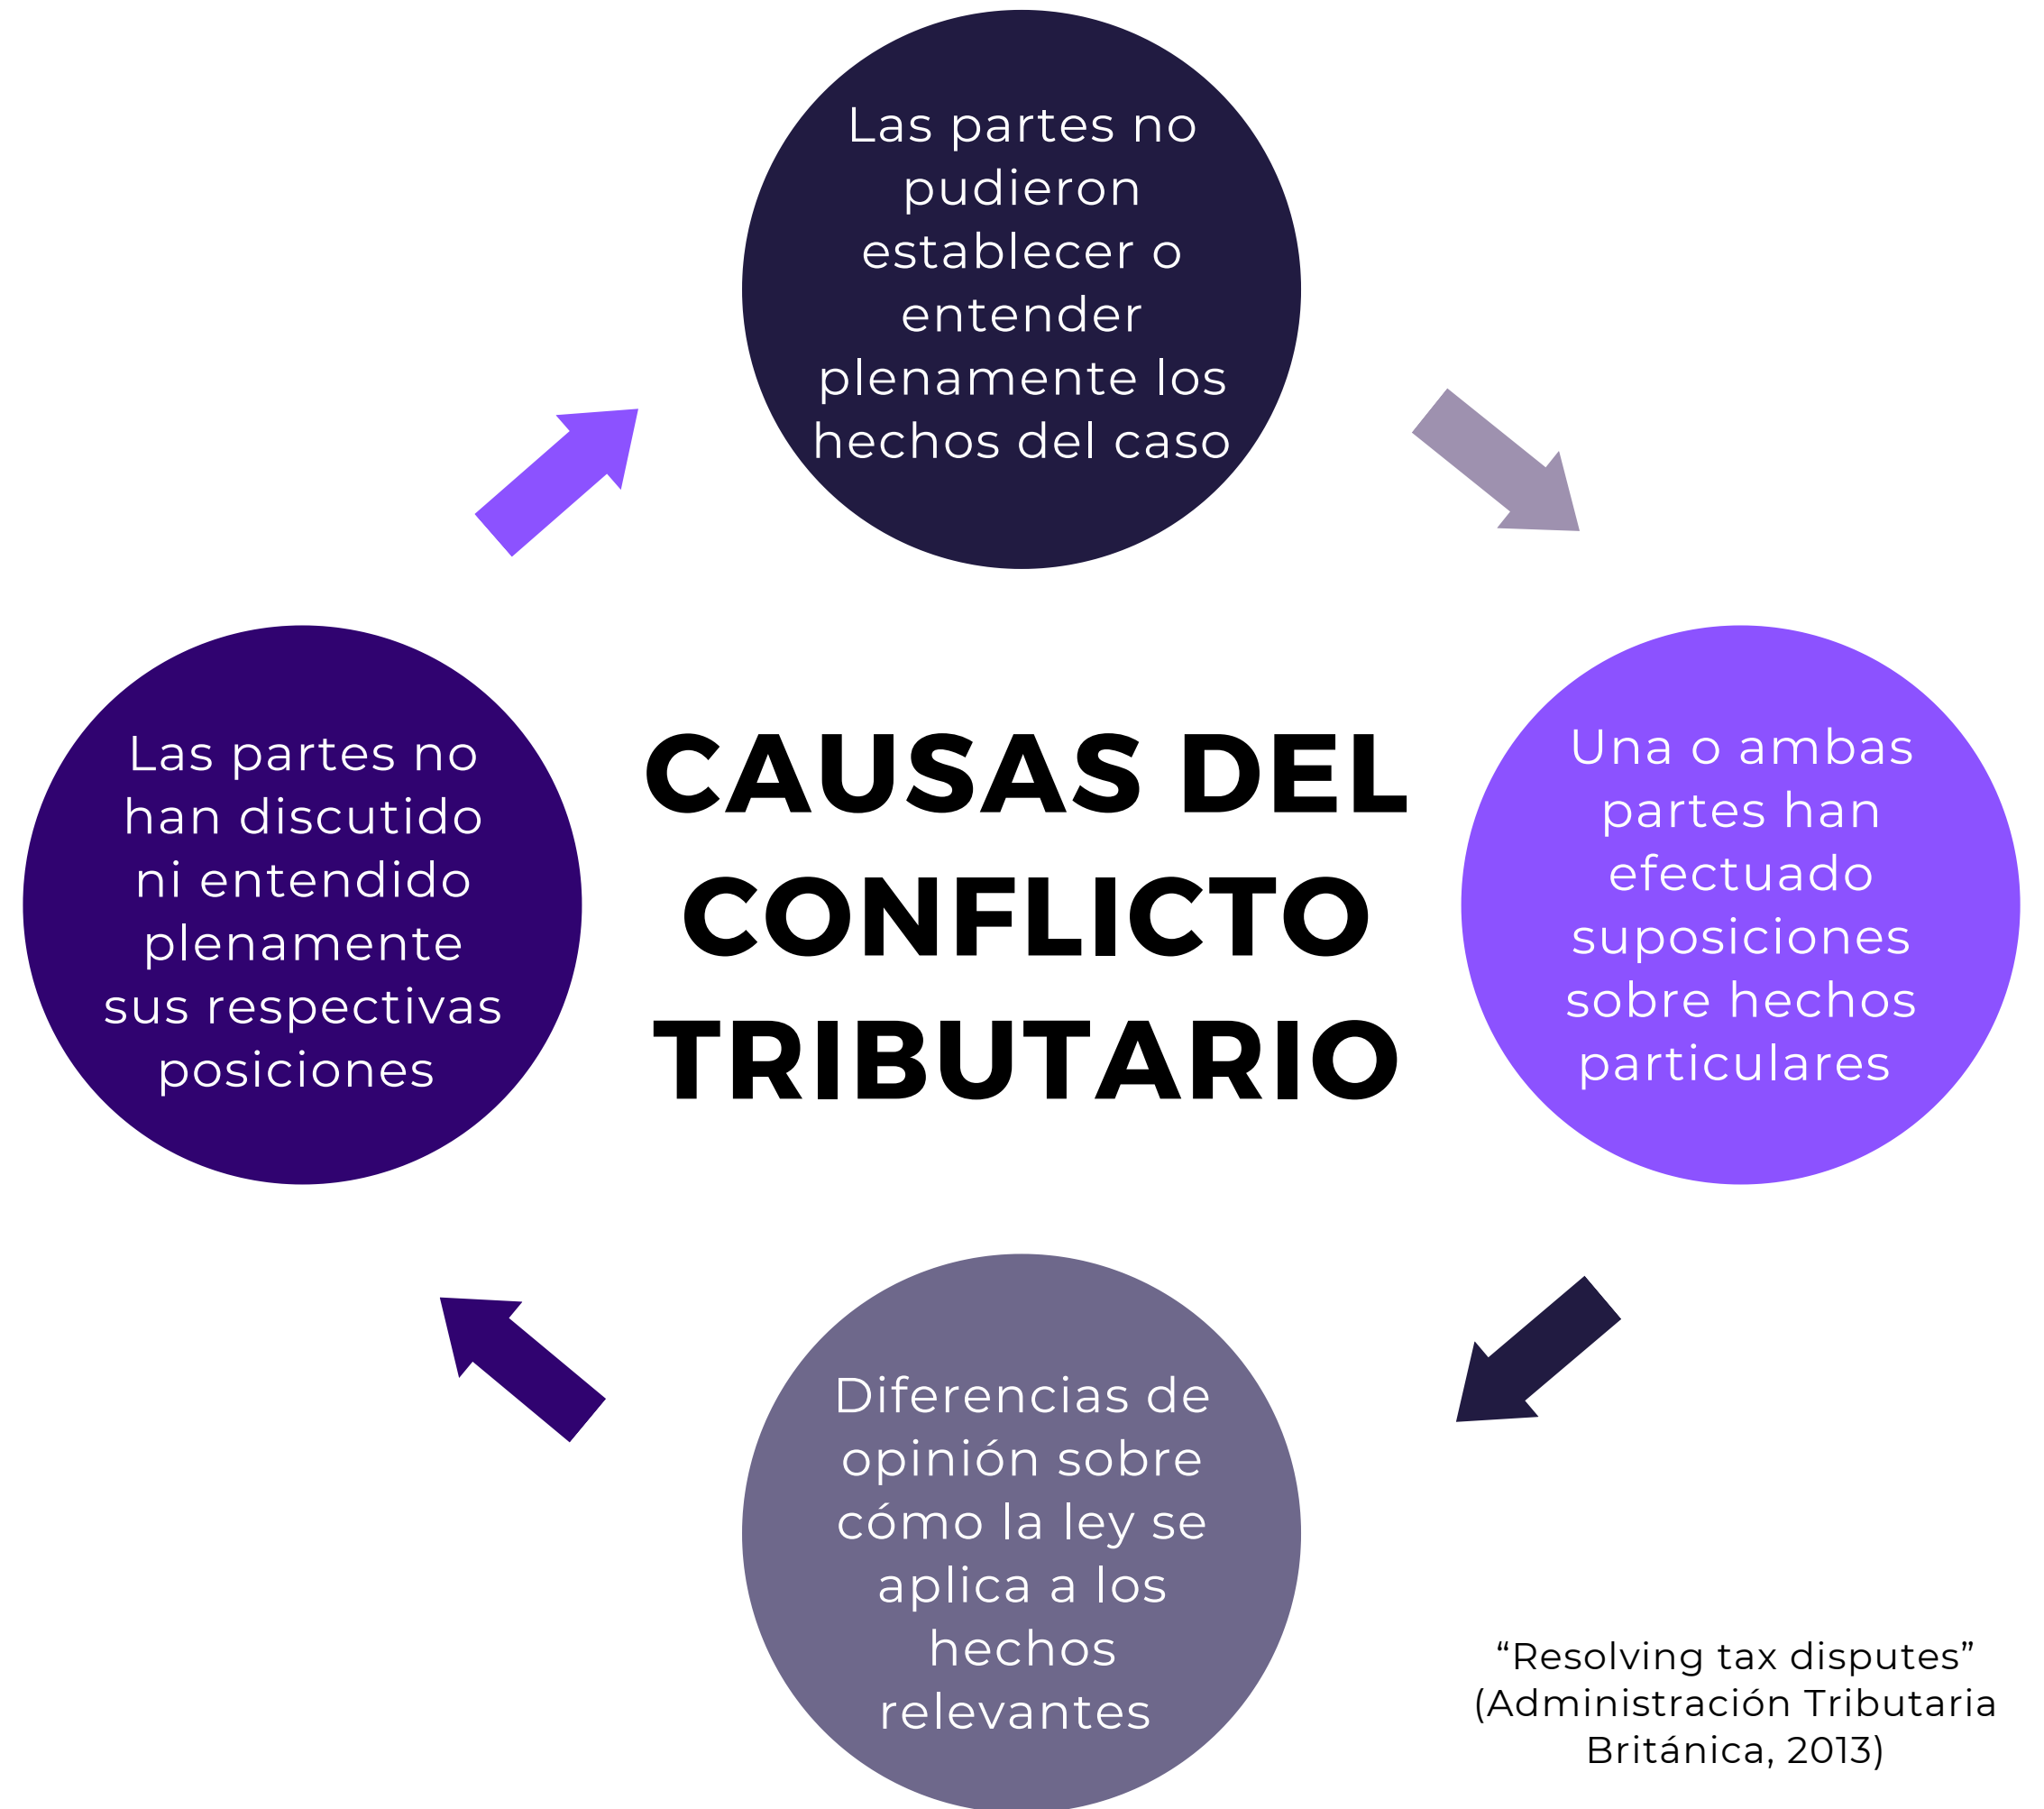 Las partes no
pudieron
establecer o
entender
plenamente los
hechos del caso
Una o ambas
partes han
efectuado
suposiciones
sobre hechos
particulares
Diferencias de
opinión sobre
cómo la ley se
aplica a los
hechos
relevantes
Las partes no
han discutido
ni entendido
plenamente
sus respectivas
posiciones
CAUSAS DEL
CONFLICTO
TRIBUTARIO
“Resolving tax disputes”
(Administración Tributaria
Británica, 2013)